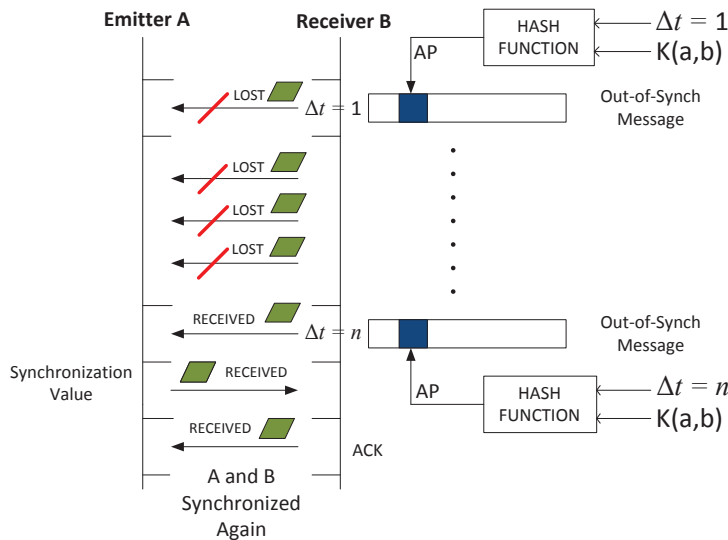 Emitter A
Receiver B
HASH
FUNCTION
Δt = 1
K(a,b)
AP
LOST
Δt = 1
Out-of-Synch
Message
LOST
LOST
LOST
RECEIVED
Δt = n
Out-of-Synch
Message
Synchronization
Value
RECEIVED
AP
HASH
FUNCTION
Δt = n
K(a,b)
RECEIVED
ACK
A and B
Synchronized
Again